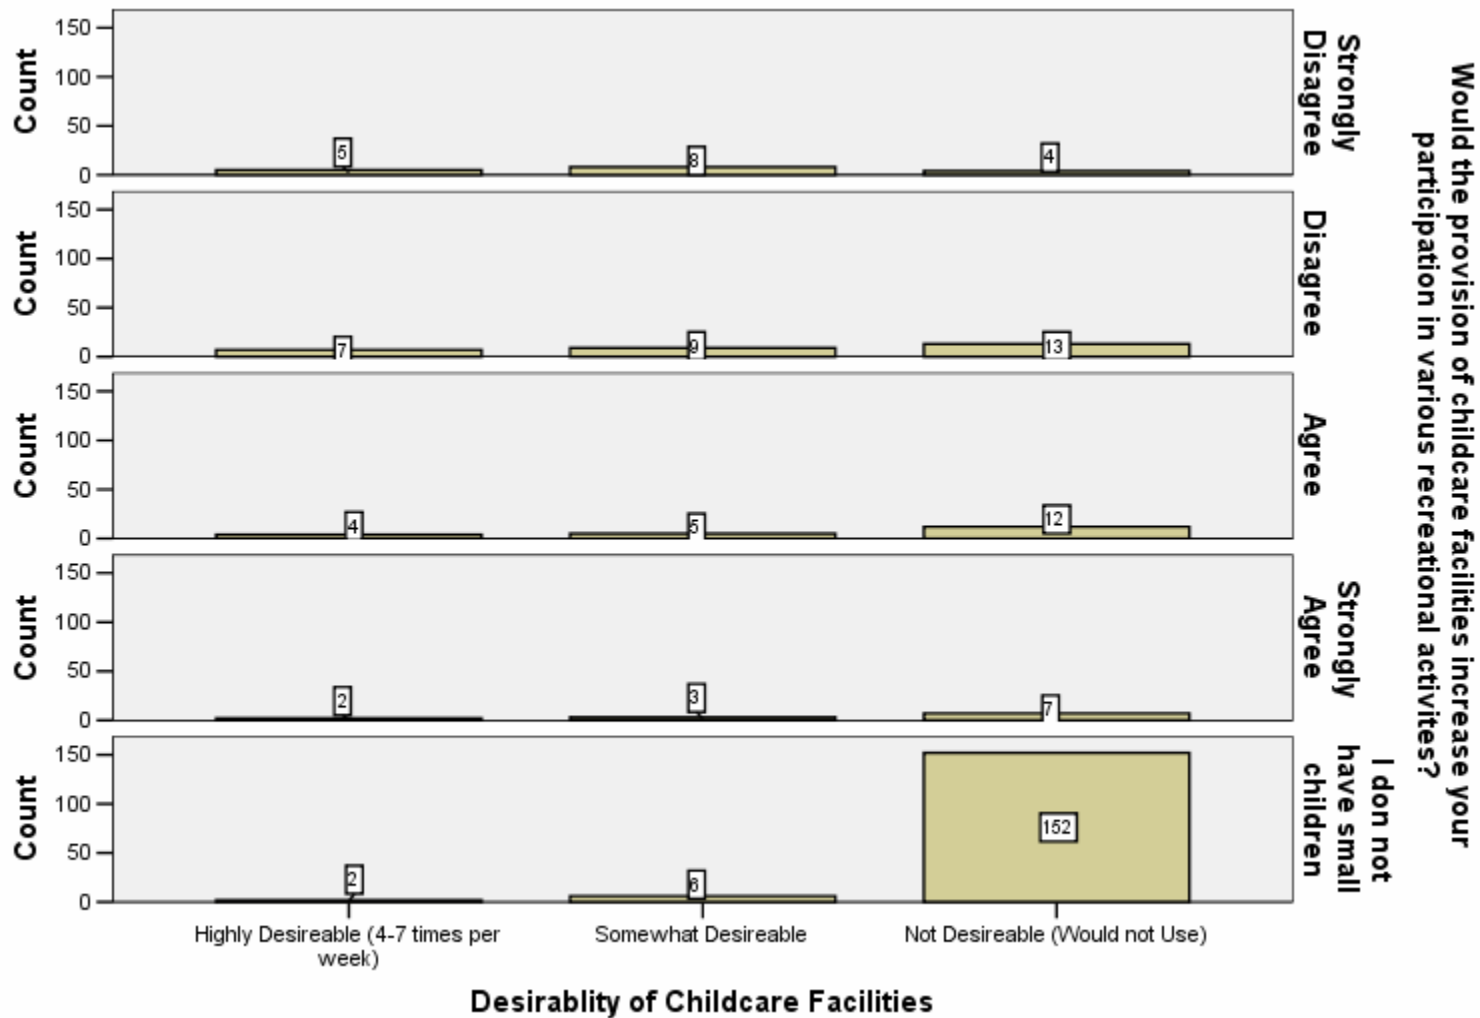 Count
150
100
50
0
5
8
4
Strongly
Disagree
Count
150
100
50
0
7
9
13
Disagree
Count
150
100
50
0
4
5
12
Agree
Count
150
100
50
0
2
3
7
Strongly
Agree
Count
150
100
50
0
2
6
152
I don not
have small
children
Would the provision of childcare facilities increase your
participation in various recreational activites?
Highly Desireable (4-7 times per
week)
Somewhat Desireable
Not Desireable (Would not Use)
Desirablity of Childcare Facilities